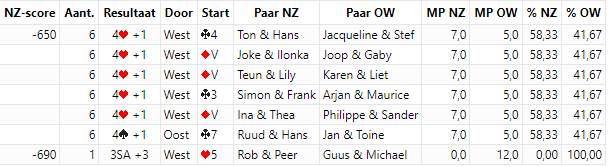 NZ-score Aant. Resultaat Door Start Paar NZ Paar OW MP NZ MP OW % NZ % OW
-650 6 4♥ +1 West ♣4 Ton & Hans Jacqueline & Stef 7,0 5,0 58,33 41,67
6 4♥ +1 West ♦V Joke & Ilonka Joop & Gaby 7,0 5,0 58,33 41,67
6 4♥ +1 West ♦V Teun & Lily Karen & Liet 7,0 5,0 58,33 41,67
6 4♥ +1 West ♣3 Simon & Frank Arjan & Maurice 7,0 5,0 58,33 41,67
6 4♥ +1 West ♦V Ina & Thea Philippe & Sander 7,0 5,0 58,33 41,67
6 4♠ +1 Oost ♣7 Ruud & Hans Jan & Toine 7,0 5,0 58,33 41,67
-690 1 3SA +3 West ♥5 Rob & Peer Guus & Michael 0,0 12,0 0,00 100,00